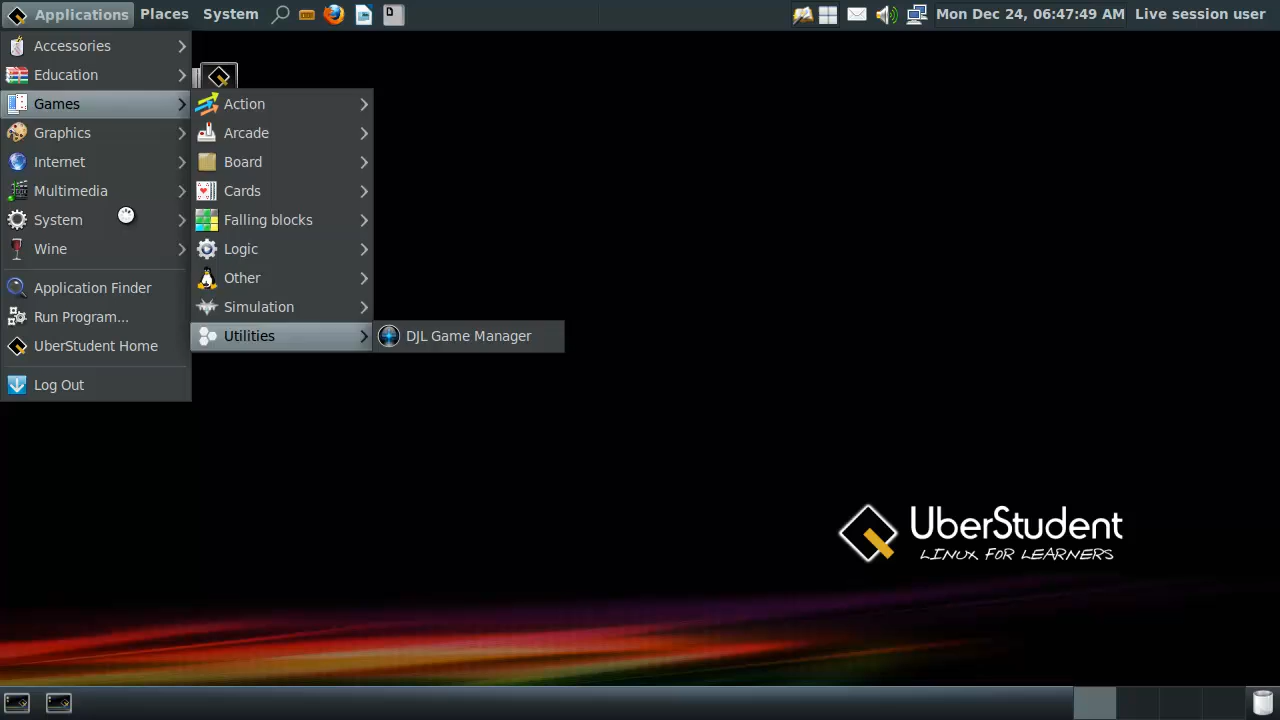 Applications Places System Mon Dec 24, 06:47:49 AM Live session user
Accessories
Education
Games
Graphics
Internet
Multimedia
System
Wine
Application Finder
Run Program...
UberStudent Home
Log Out
Action
Arcade
Board
Cards
Falling blocks
Logic
Other
Simulation
Utilities
DJL Game Manager
UberStudent
LINUX FOR LEARNERS